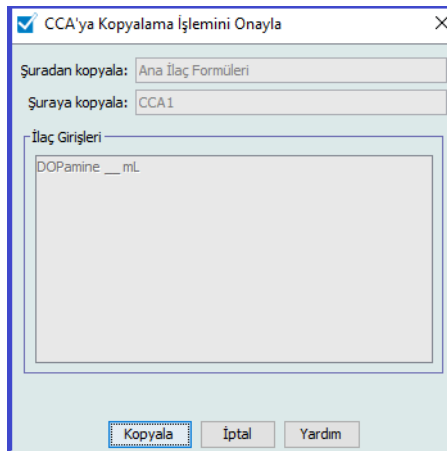 CCA'ya Kopyalama İşlemini Onayla
Şuradan kopyala: Ana İlaç Formüleri
Şuraya kopyala: CCA1
İlaç Girişleri
DOPamine __ mL
Kopyala İptal Yardım